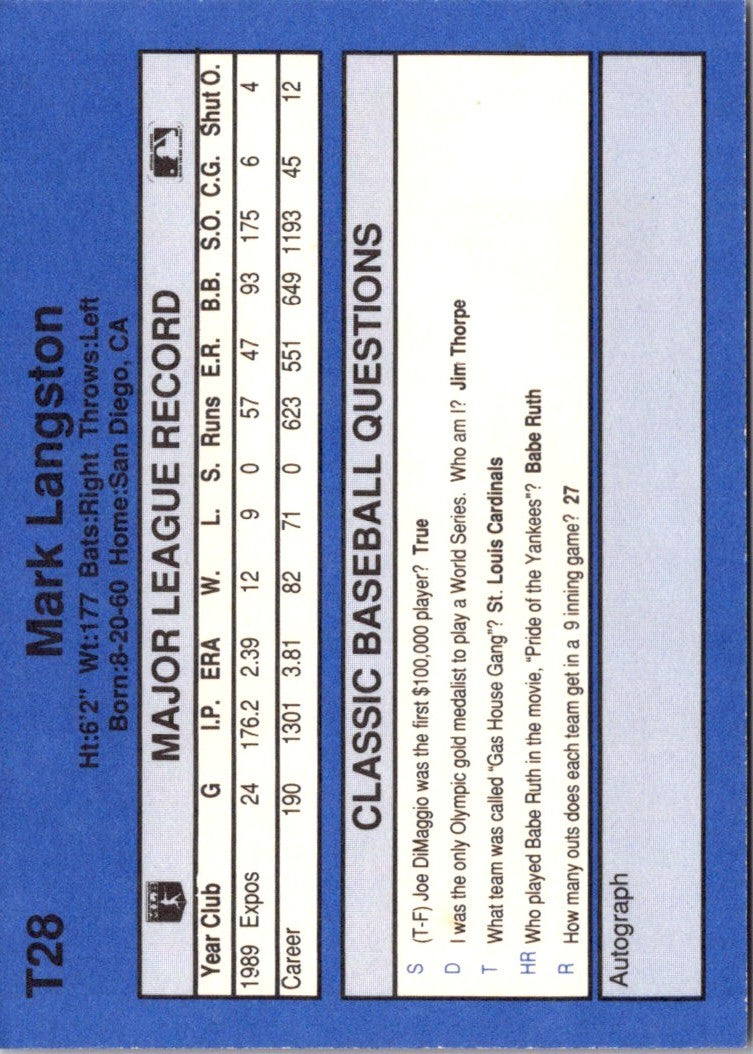 T28
Mark Langston
Ht:6'2" Wt:177 Bats:Right Throws:Left
Born:8-20-60 Home:San Diego, CA
MAJOR LEAGUE RECORD
Year Club G I.P. ERA W. L. S. Runs E.R. B.B. S.O. C.G. Shut O.
1989 Expos 24 176.2 2.39 12 9 0 57 47 93 175 6 4
Career 190 1301 3.81 82 71 0 623 551 649 1193 45 12
CLASSIC BASEBALL QUESTIONS
S (T-F) Joe DiMaggio was the first $100,000 player? True
D I was the only Olympic gold medalist to play a World Series. Who am I? Jim Thorpe
T What team was called "Gas House Gang"? St. Louis Cardinals
HR Who played Babe Ruth in the movie, "Pride of the Yankees"? Babe Ruth
R How many outs does each team get in a 9 inning game? 27
Autograph